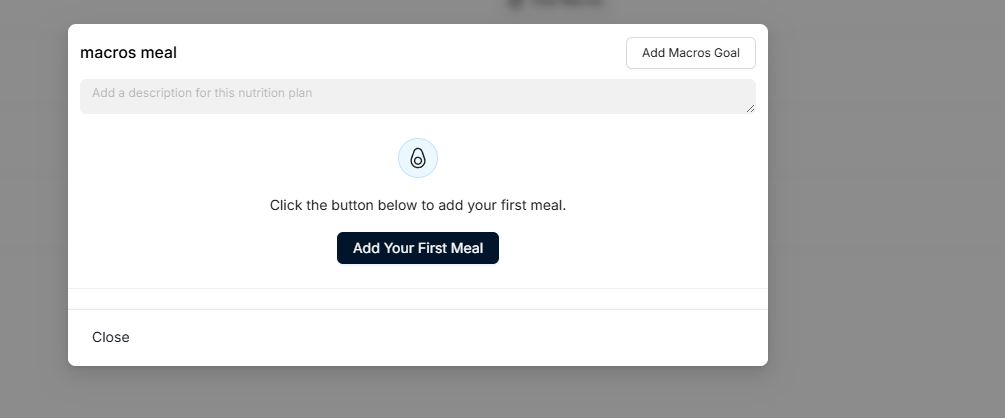 macros meal
Add Macros Goal
Add a description for this nutrition plan
Click the button below to add your first meal.
Add Your First Meal
Close